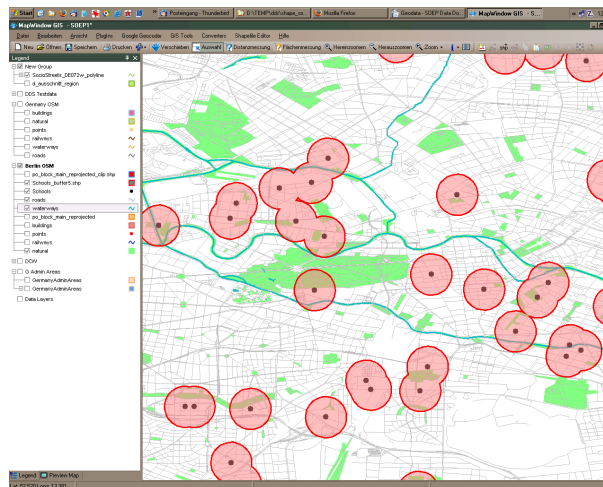 Start
Posteingang - Thunderbird
D:\TEMP\dds\shape_so...
Mozilla Firefox
Geodata - SOEP Data Do...
MapWindow GIS - S...
MapWindow GIS - SOEP1*
Datei Bearbeiten Ansicht PlugIns Google Geocode GIS Tools Converters Shapefile Editor Hilfe
Neu Öffnen Speichern Drucken Verschieben Auswahl Distanzmessung Flächenmessung Hereinzoomen Herauszoomen Zoom
Legend
New Group
SocioStreets_DE072w_polyline
d_ausschnitt_region
DDS Testdata
Germany OSM
buildings
natural
points
railways
waterways
roads
Berlin OSM
po_block_main_reprojected_clip.shp
Schools_buffer5.shp
Schools
roads
waterways
po_block_main_reprojected
buildings
points
railways
natural
DCW
G Admin Areas
GermanyAdminAreas
GermanyAdminAreas
Data Layers
Legend Preview Map